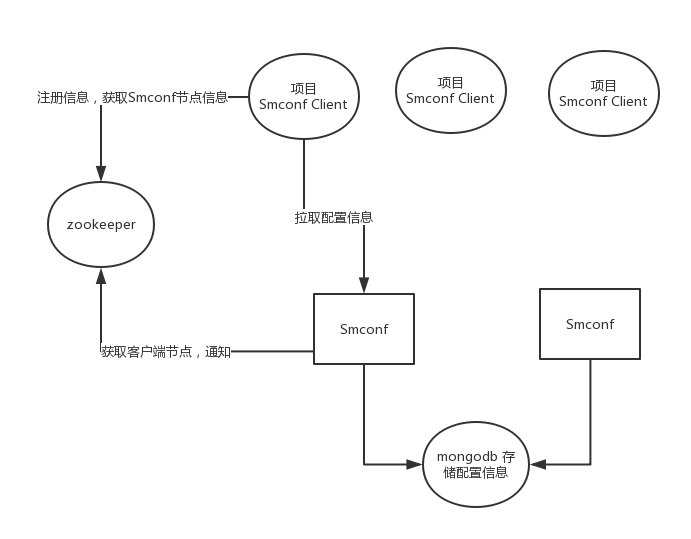 项目
Smconf Client
项目
Smconf Client
项目
Smconf Client
注册信息，获取Smconf节点信息
zookeeper
拉取配置信息
Smconf
Smconf
获取客户端节点，通知
mongodb 存
储配置信息